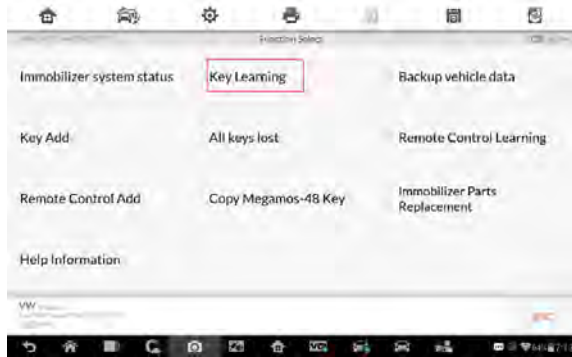 Function Select
Immobilizer system status
Key Learning
Backup vehicle data
Key Add
All keys lost
Remote Control Learning
Remote Control Add
Copy Megamos-48 Key
Immobilizer Parts
Replacement
Help Information
VW
ESC